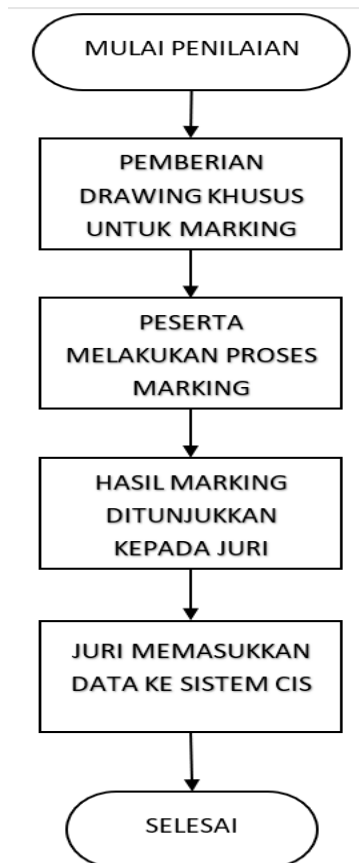 MULAI PENILAIAN
PEMBERIAN
DRAWING KHUSUS
UNTUK MARKING
PESERTA
MELAKUKAN PROSES
MARKING
HASIL MARKING
DITUNJUKKAN
KEPADA JURI
JURI MEMASUKKAN
DATA KE SISTEM CIS
SELESAI